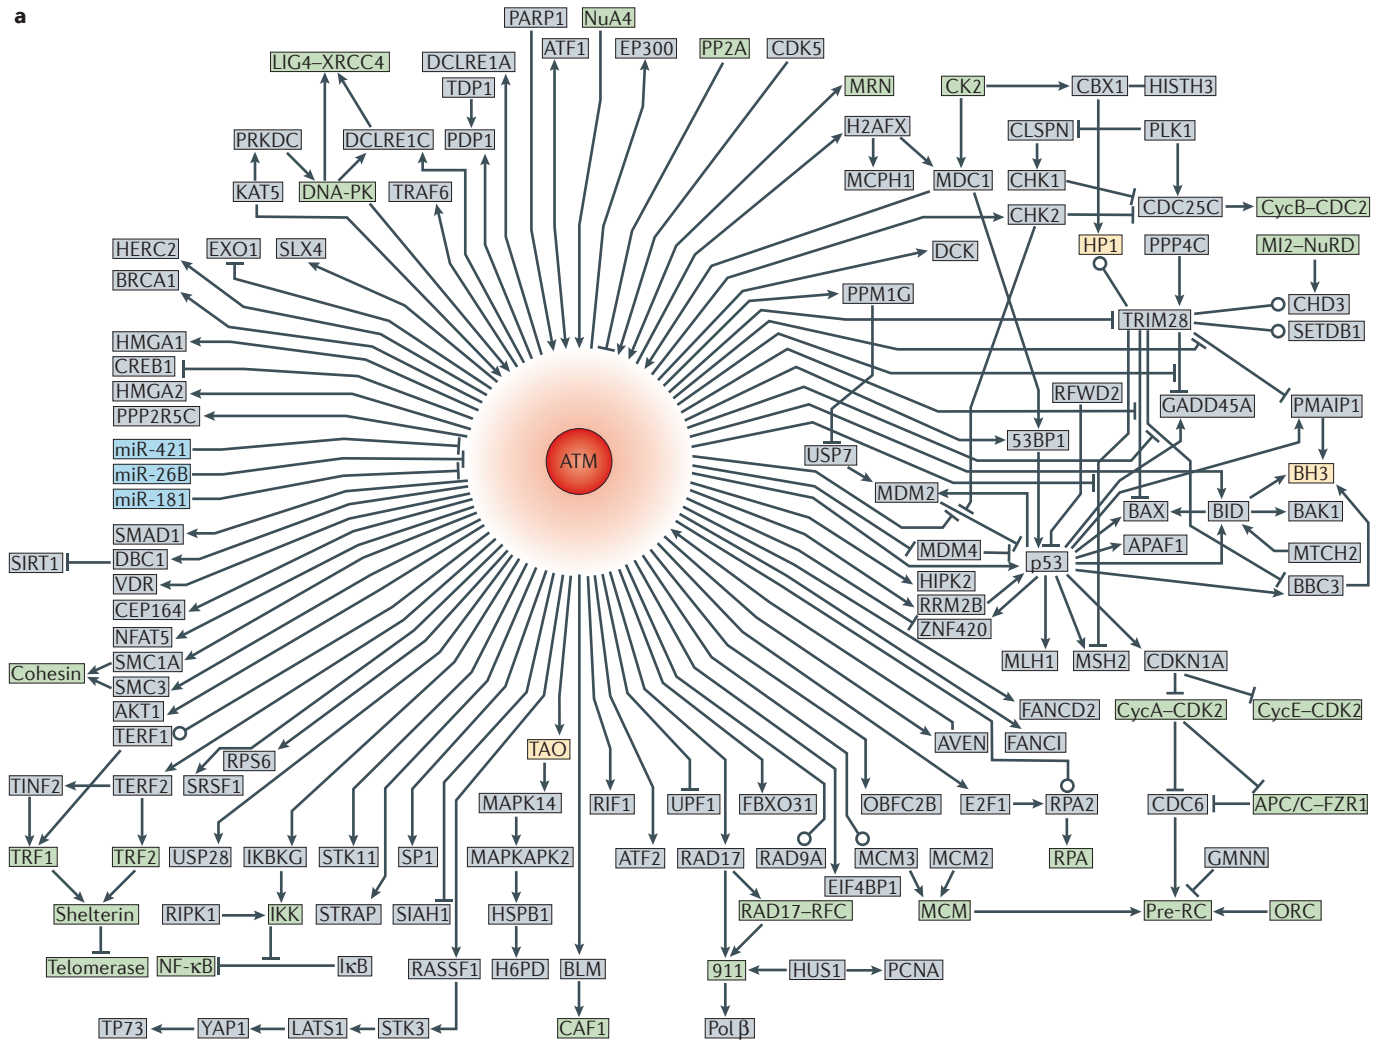 a
PARP1
NuA4
ATF1
EP300
PP2A
CDK5
LIG4–XRCC4
DCLRE1A
TDP1
MRN
CK2
CBX1
HISTH3
PRKDC
DCLRE1C
PDP1
H2AFX
CLSPN
PLK1
KAT5
DNA-PK
TRAF6
MCPH1
MDC1
CHK1
CHK2
CDC25C
CycB–CDC2
HERC2
EXO1
SLX4
DCK
HP1
PPP4C
MI2–NuRD
BRCA1
PPM1G
CHD3
TRIM28
SETDB1
HMGA1
CREB1
HMGA2
RFWD2
GADD45A
PMAIP1
PPP2R5C
miR-421
ATM
USP7
53BP1
miR-26B
BH3
miR-181
MDM2
BAX
BID
BAK1
SMAD1
DBC1
SIRT1
MDM4
p53
APAF1
MTCH2
VDR
HIPK2
BBC3
CEP164
RRM2B
NFAT5
ZNF420
SMC1A
Cohesin
MLH1
MSH2
CDKN1A
SMC3
AKT1
FANCD2
CycA–CDK2
CycE–CDK2
TERF1
TAO
AVEN
FANCI
RPS6
TINF2
TERF2
SRSF1
MAPK14
RIF1
UPF1
FBXO31
OBFC2B
E2F1
RPA2
CDC6
APC/C–FZR1
TRF1
TRF2
USP28
IKBKG
STK11
SP1
MAPKAPK2
ATF2
RAD17
RAD9A
MCM3
MCM2
RPA
GMNN
EIF4BP1
Shelterin
RIPK1
IKK
STRAP
SIAH1
HSPB1
RAD17–RFC
MCM
Pre-RC
ORC
Telomerase
NF-κB
IκB
RASSF1
H6PD
BLM
911
HUS1
PCNA
TP73
YAP1
LATS1
STK3
CAF1
Pol β